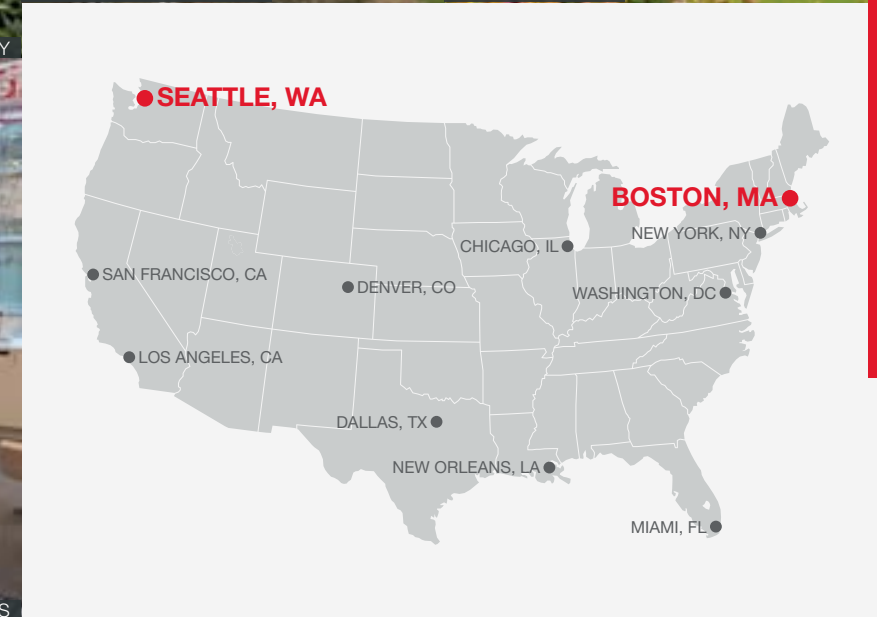 Y
SEATTLE, WA
BOSTON, MA
NEW YORK, NY
CHICAGO, IL
SAN FRANCISCO, CA
DENVER, CO
WASHINGTON, DC
LOS ANGELES, CA
DALLAS, TX
NEW ORLEANS, LA
MIAMI, FL
S